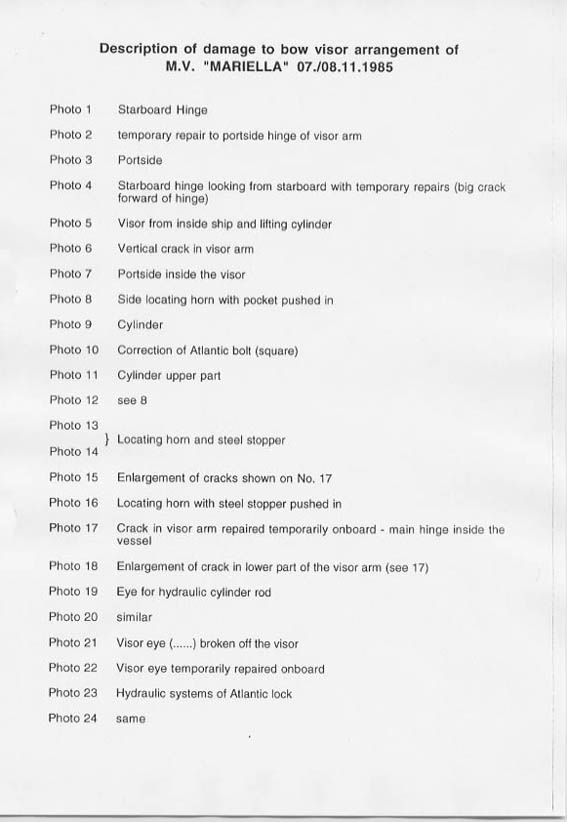 Description of damage to bow visor arrangement of
M.V. "MARIELLA" 07./08.11.1985
Photo 1 Starboard Hinge
Photo 2 temporary repair to portside hinge of visor arm
Photo 3 Portside
Photo 4 Starboard hinge looking from starboard with temporary repairs (big crack
forward of hinge)
Photo 5 Visor from inside ship and lifting cylinder
Photo 6 Vertical crack in visor arm
Photo 7 Portside inside the visor
Photo 8 Side locating horn with pocket pushed in
Photo 9 Cylinder
Photo 10 Correction of Atlantic bolt (square)
Photo 11 Cylinder upper part
Photo 12 see 8
Photo 13
} Locating horn and steel stopper
Photo 14
Photo 15 Enlargement of cracks shown on No. 17
Photo 16 Locating horn with steel stopper pushed in
Photo 17 Crack in visor arm repaired temporarily onboard - main hinge inside the
vessel
Photo 18 Enlargement of crack in lower part of the visor arm (see 17)
Photo 19 Eye for hydraulic cylinder rod
Photo 20 similar
Photo 21 Visor eye (......) broken off the visor
Photo 22 Visor eye temporarily repaired onboard
Photo 23 Hydraulic systems of Atlantic lock
Photo 24 same